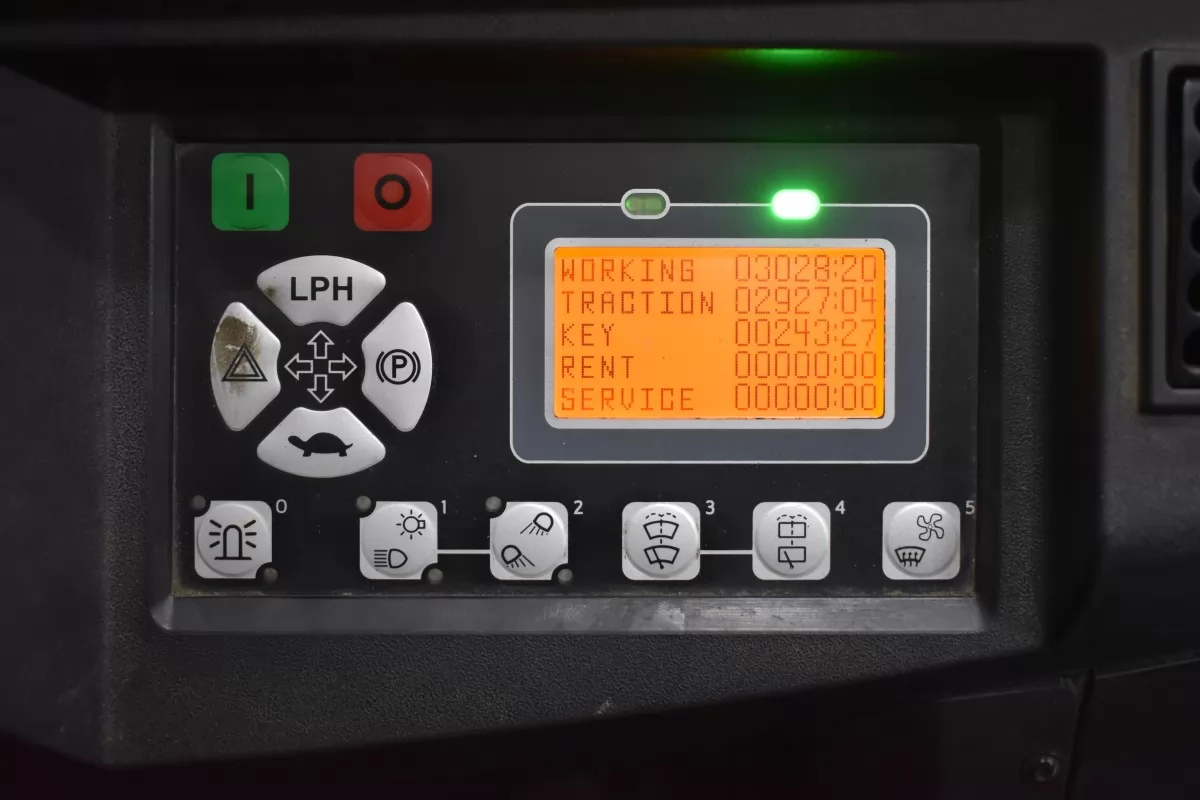 I O
LPH
P
WORKING 03028:20
TRACTION 02927:04
KEY 00243:27
RENT 00000:00
SERVICE 00000:00
0 1 2 3 4 5